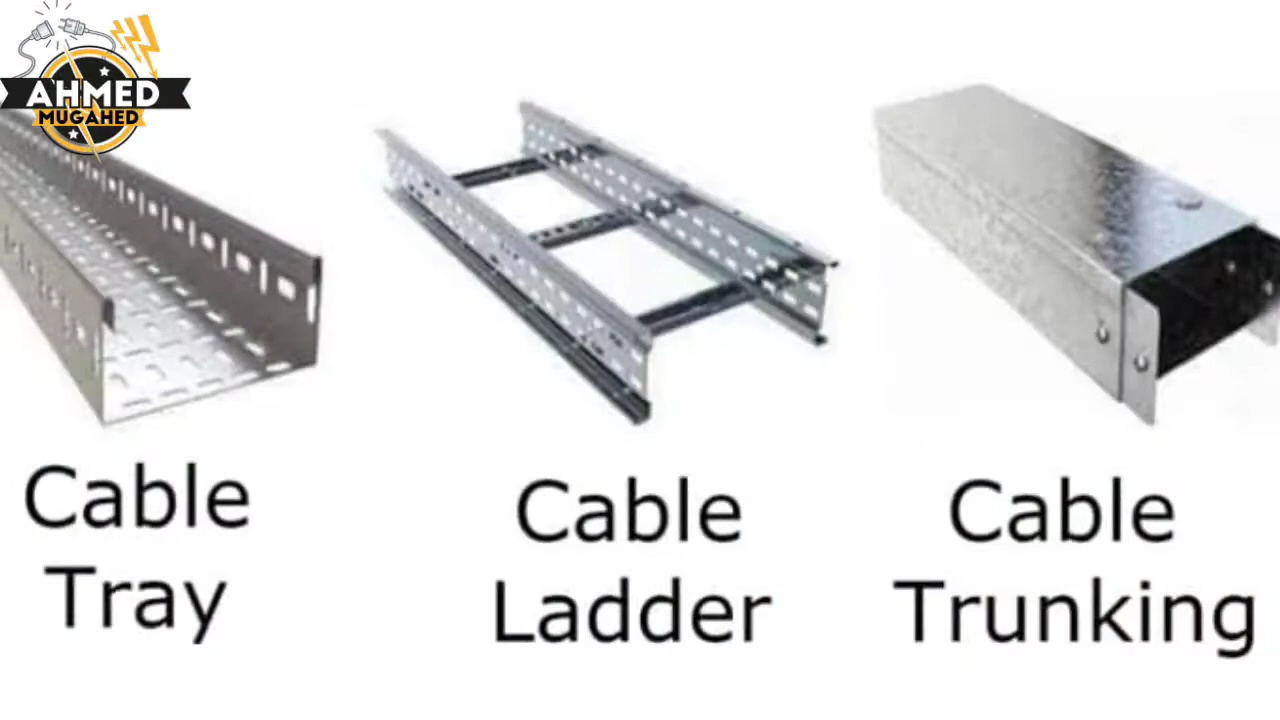 AHMED
MUGAHED
Cable
Tray
Cable
Ladder
Cable
Trunking